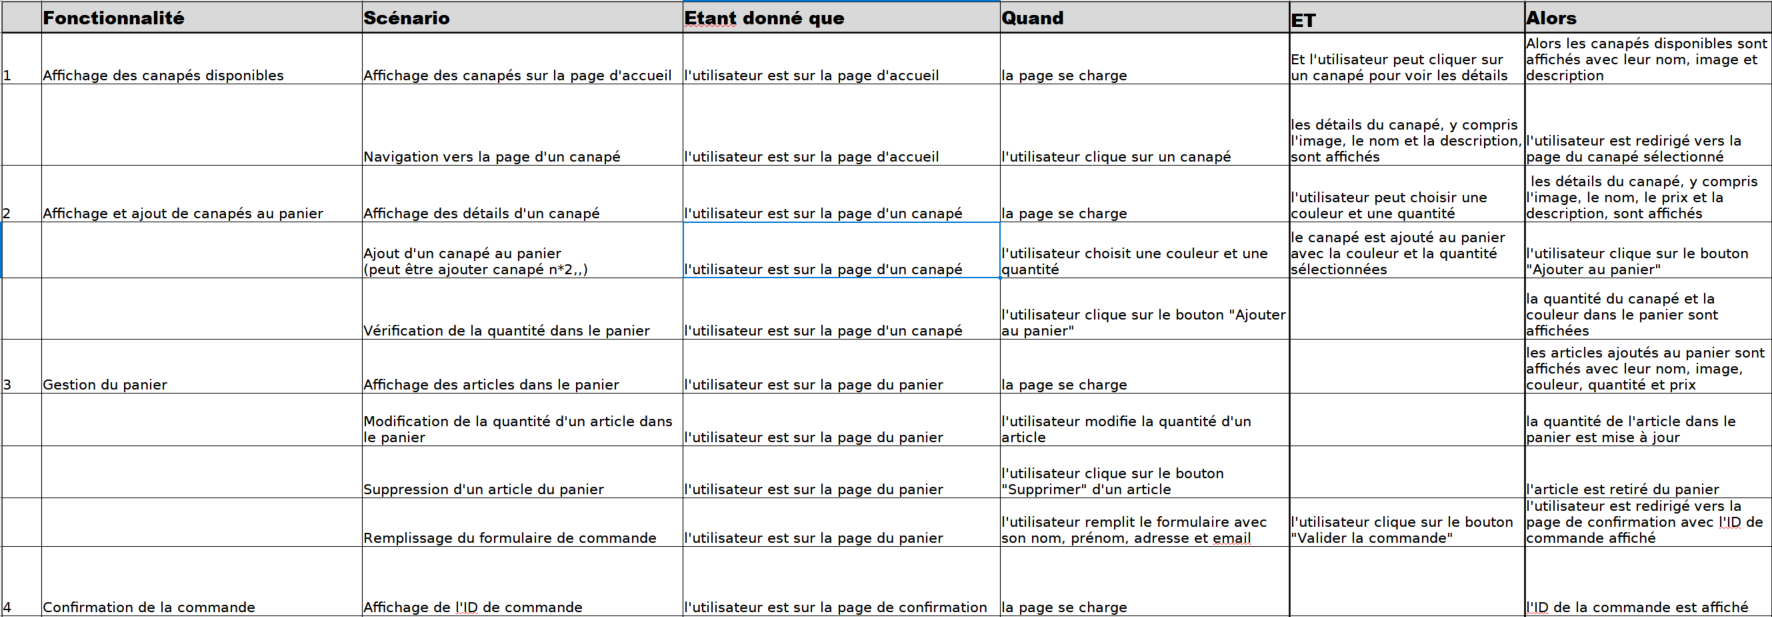 Fonctionnalité Scénario Etant donné que Quand ET Alors
1 Affichage des canapés disponibles
Affichage des canapés sur la page d'accueil
l'utilisateur est sur la page d'accueil
la page se charge
Et l'utilisateur peut cliquer sur
un canapé pour voir les détails
Alors les canapés disponibles sont
affichés avec leur nom, image et
description
Navigation vers la page d'un canapé
l'utilisateur est sur la page d'accueil
l'utilisateur clique sur un canapé
les détails du canapé, y compris
l'image, le nom et la description,
sont affichés
l'utilisateur est redirigé vers la
page du canapé sélectionné
2 Affichage et ajout de canapés au panier
Affichage des détails d'un canapé
l'utilisateur est sur la page d'un canapé
la page se charge
l'utilisateur peut choisir une
couleur et une quantité
les détails du canapé, y compris
l'image, le nom, le prix et la
description, sont affichés
Ajout d'un canapé au panier
(peut être ajouter canapé n*2,,)
l'utilisateur est sur la page d'un canapé
l'utilisateur choisit une couleur et une
quantité
le canapé est ajouté au panier
avec la couleur et la quantité
sélectionnées
l'utilisateur clique sur le bouton
"Ajouter au panier"
Vérification de la quantité dans le panier
l'utilisateur est sur la page d'un canapé
l'utilisateur clique sur le bouton "Ajouter
au panier"
la quantité du canapé et la
couleur dans le panier sont
affichées
3 Gestion du panier
Affichage des articles dans le panier
l'utilisateur est sur la page du panier
la page se charge
les articles ajoutés au panier sont
affichés avec leur nom, image,
couleur, quantité et prix
Modification de la quantité d'un article dans
le panier
l'utilisateur est sur la page du panier
l'utilisateur modifie la quantité d'un
article
la quantité de l'article dans le
panier est mise à jour
Suppression d'un article du panier
l'utilisateur est sur la page du panier
l'utilisateur clique sur le bouton
"Supprimer" d'un article
l'article est retiré du panier
Remplissage du formulaire de commande
l'utilisateur est sur la page du panier
l'utilisateur remplit le formulaire avec
son nom, prénom, adresse et email
l'utilisateur clique sur le bouton
"Valider la commande"
l'utilisateur est redirigé vers la
page de confirmation avec l'ID de
commande affiché
4 Confirmation de la commande
Affichage de l'ID de commande
l'utilisateur est sur la page de confirmation
la page se charge
l'ID de la commande est affiché